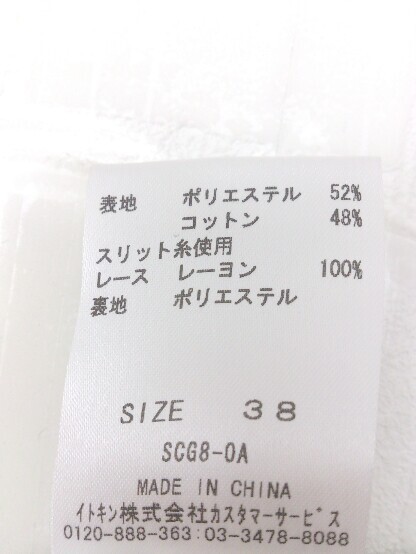 表地 ポリエステル 52%
コットン 48%
スリット糸使用
レース レーヨン 100%
裏地 ポリエステル
SIZE 38
SCG8-0A
MADE IN CHINA
イトキン株式会社カスタマーサービス
0120-888-363:03-3478-8088